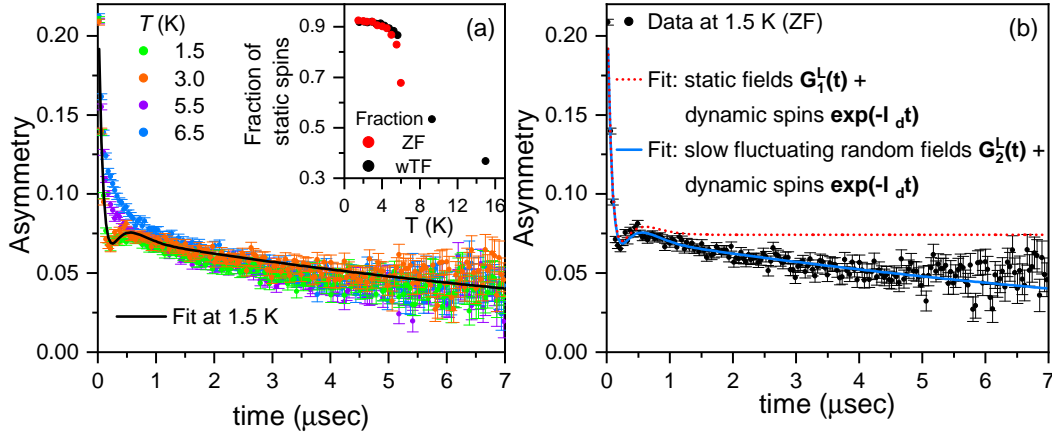 (a)
T (K)
1.5
3.0
5.5
6.5
Fit at 1.5 K
Asymmetry
0.20
0.15
0.10
0.05
0.00
0 1 2 3 4 5 6 7
time (μsec)
Fraction of
static spins
0.9
0.7
0.5
0.3
Fraction
ZF
wTF
0 4 8 12 16
T (K)
(b)
Data at 1.5 K (ZF)
Fit: static fields G₁ᴸ(t) +
dynamic spins exp(-l d t)
Fit: slow fluctuating random fields G₂ᴸ(t) +
dynamic spins exp(-l d t)
Asymmetry
0.20
0.15
0.10
0.05
0.00
0 1 2 3 4 5 6 7
time (μsec)